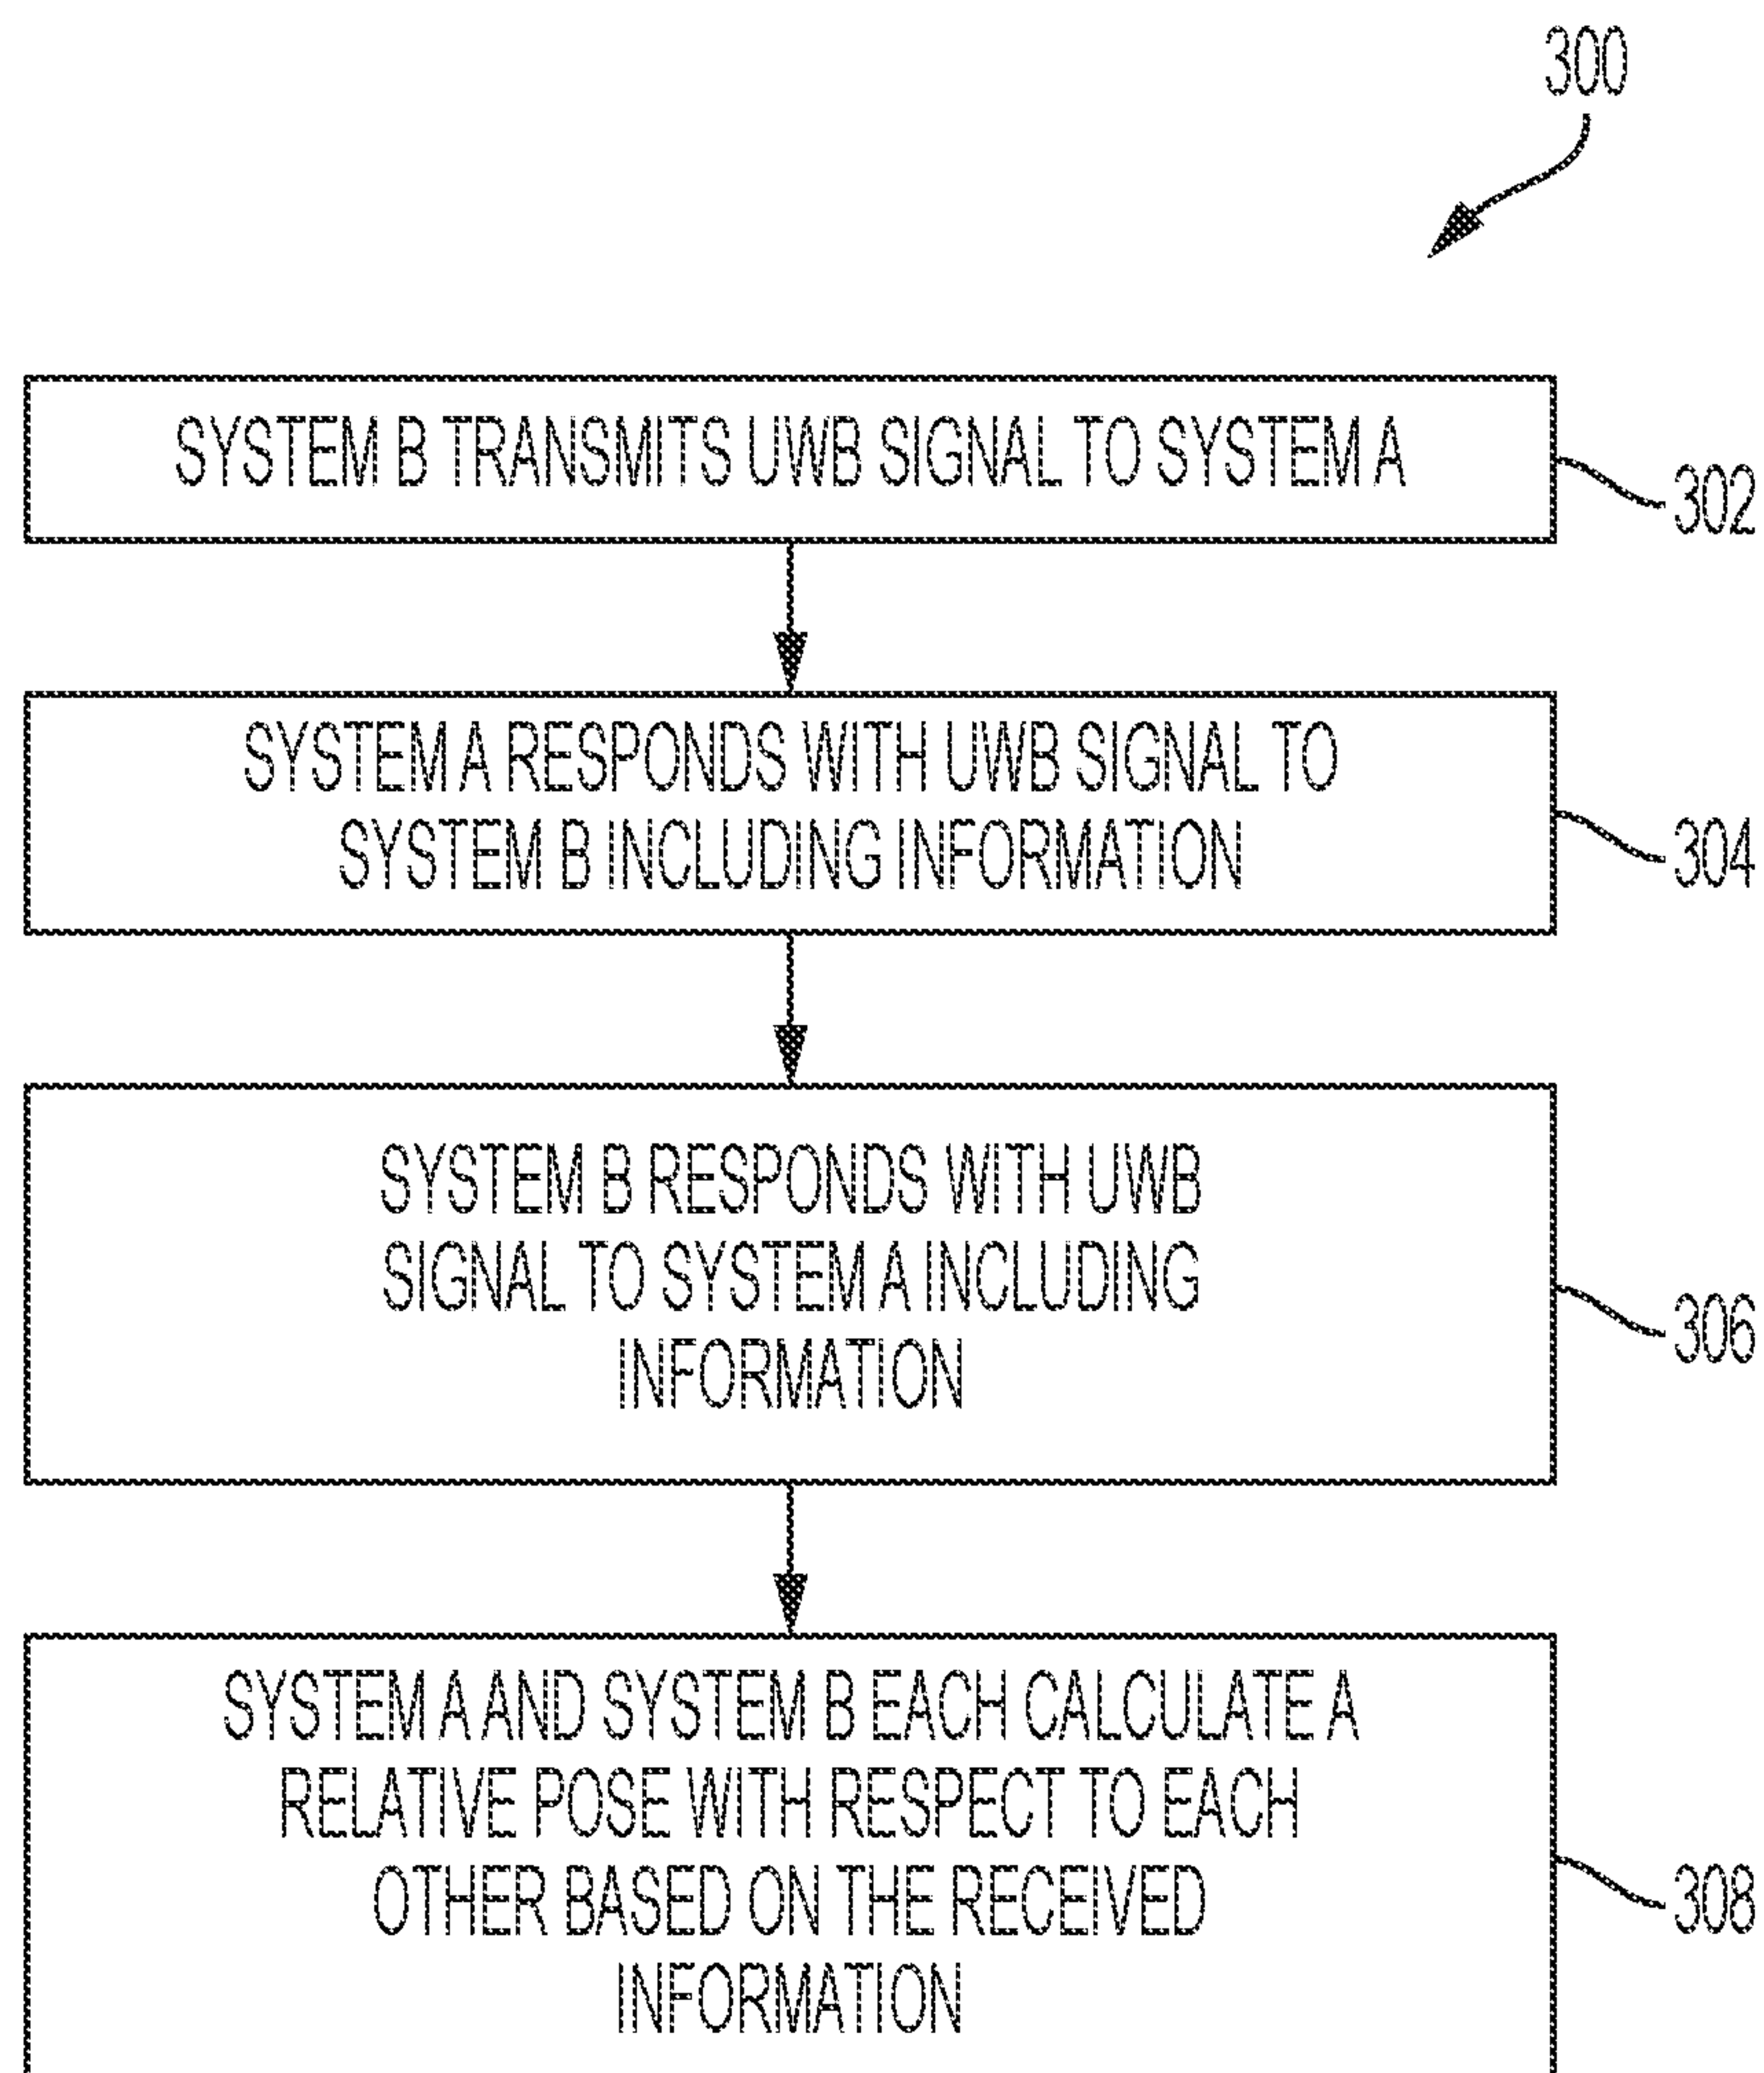 300
SYSTEM B TRANSMITS UWB SIGNAL TO SYSTEM A
302
SYSTEM A RESPONDS WITH UWB SIGNAL TO
SYSTEM B INCLUDING INFORMATION
304
SYSTEM B RESPONDS WITH UWB
SIGNAL TO SYSTEM A INCLUDING
INFORMATION
306
SYSTEM A AND SYSTEM B EACH CALCULATE A
RELATIVE POSE WITH RESPECT TO EACH
OTHER BASED ON THE RECEIVED
INFORMATION
308